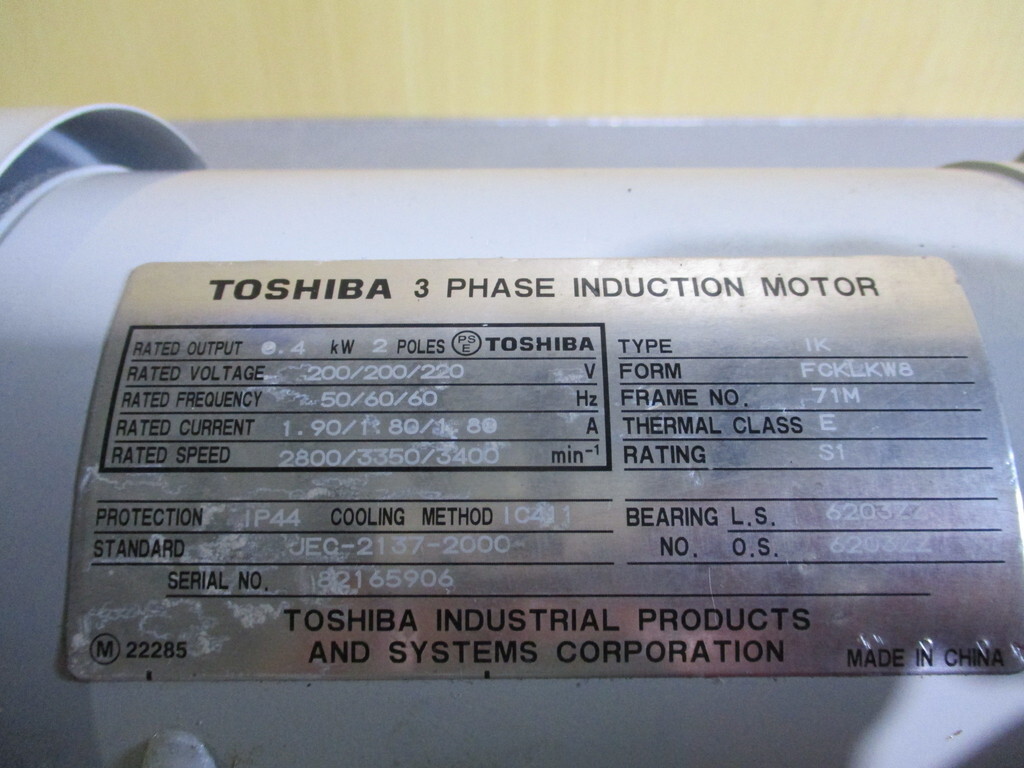 TOSHIBA 3 PHASE INDUCTION MOTOR
RATED OUTPUT 0.4 kW 2 POLES PSE TOSHIBA
RATED VOLTAGE 200/200/220 V
RATED FREQUENCY 50/60/60 Hz
RATED CURRENT 1.90/1.80/1.80 A
RATED SPEED 2800/3350/3400 min⁻¹
TYPE IK
FORM FCKLKW8
FRAME NO. 71M
THERMAL CLASS E
RATING S1
PROTECTION IP44 COOLING METHOD IC411
STANDARD JEC-2137-2000
SERIAL NO. 82165906
BEARING L.S. 6203ZZ
NO. O.S. 6203ZZ
TOSHIBA INDUSTRIAL PRODUCTS
AND SYSTEMS CORPORATION
M 22285
MADE IN CHINA